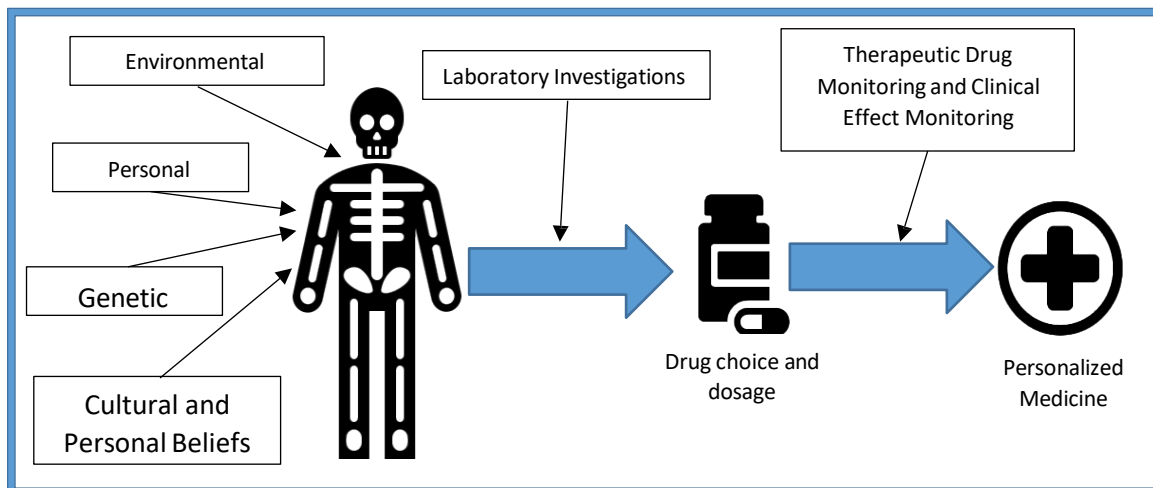 Environmental
Personal
Genetic
Cultural and
Personal Beliefs
Laboratory Investigations
Drug choice and
dosage
Therapeutic Drug
Monitoring and Clinical
Effect Monitoring
Personalized
Medicine